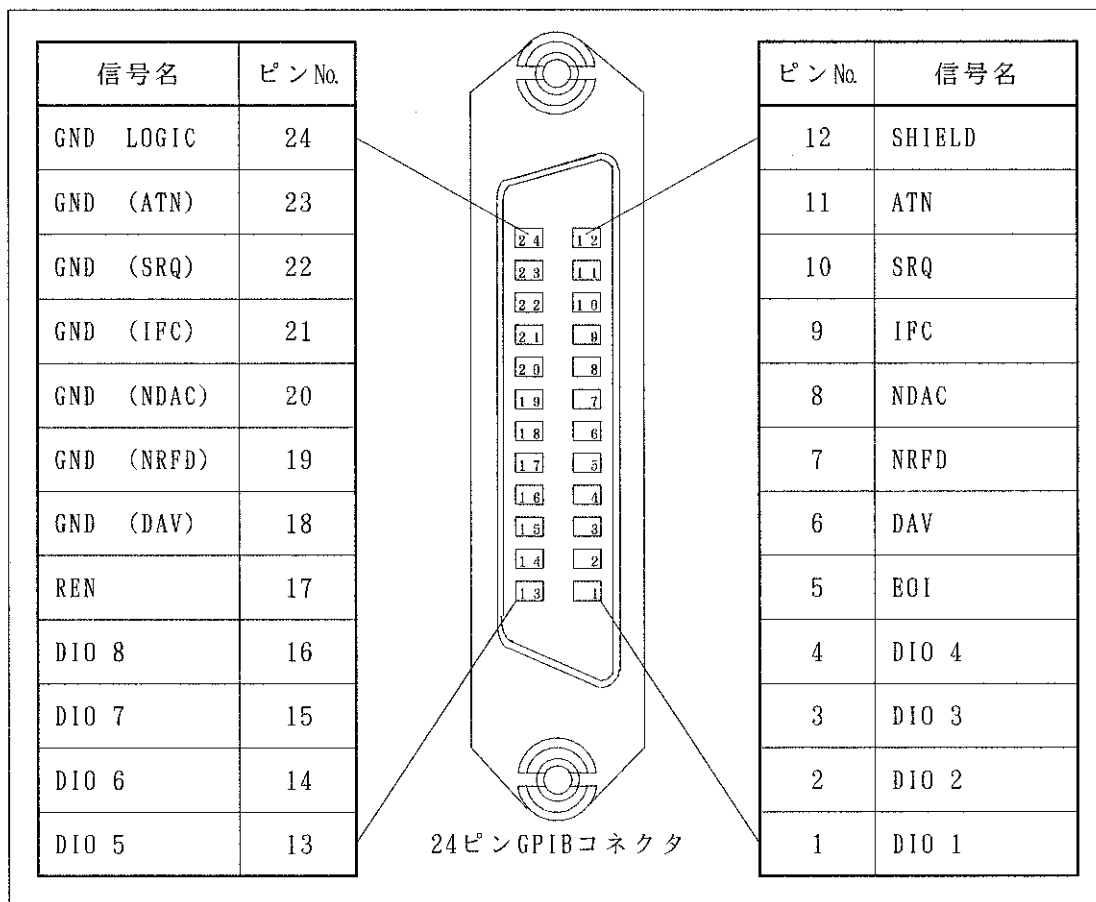 信号名 ピンNo.
GND LOGIC 24
GND (ATN) 23
GND (SRQ) 22
GND (IFC) 21
GND (NDAC) 20
GND (NRFD) 19
GND (DAV) 18
REN 17
DIO 8 16
DIO 7 15
DIO 6 14
DIO 5 13
24 12
23 11
22 10
21 9
20 8
19 7
18 6
17 5
16 4
15 3
14 2
13 1
24ピンGPIBコネクタ
ピンNo. 信号名
12 SHIELD
11 ATN
10 SRQ
9 IFC
8 NDAC
7 NRFD
6 DAV
5 EOI
4 DIO 4
3 DIO 3
2 DIO 2
1 DIO 1